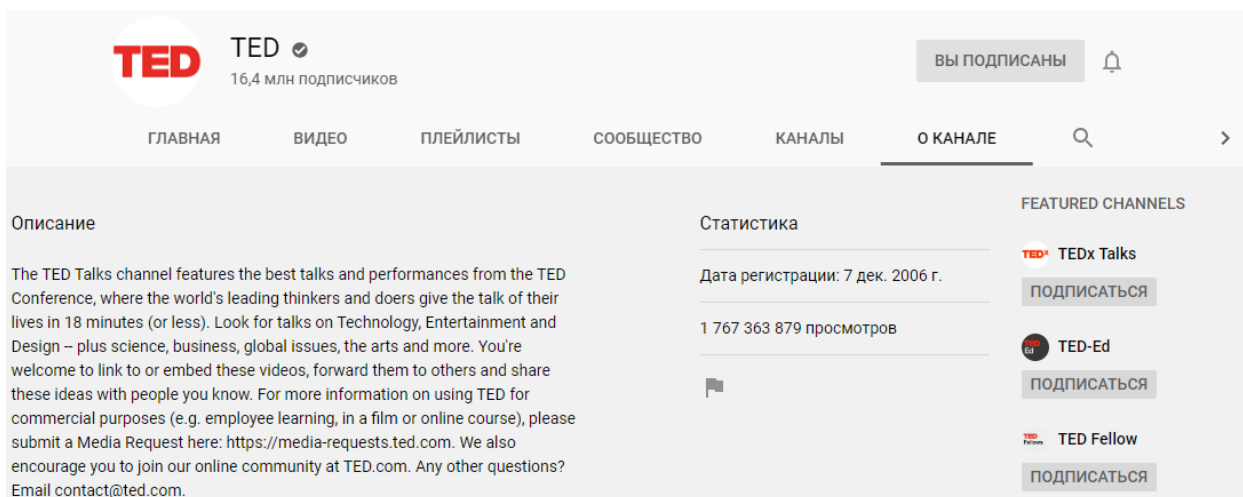 TED
TED
16,4 млн подписчиков
ВЫ ПОДПИСАНЫ
ГЛАВНАЯ
ВИДЕО
ПЛЕЙЛИСТЫ
СООБЩЕСТВО
КАНАЛЫ
О КАНАЛЕ
Описание
The TED Talks channel features the best talks and performances from the TED
Conference, where the world's leading thinkers and doers give the talk of their
lives in 18 minutes (or less). Look for talks on Technology, Entertainment and
Design -- plus science, business, global issues, the arts and more. You're
welcome to link to or embed these videos, forward them to others and share
these ideas with people you know. For more information on using TED for
commercial purposes (e.g. employee learning, in a film or online course), please
submit a Media Request here: https://media-requests.ted.com. We also
encourage you to join our online community at TED.com. Any other questions?
Email contact@ted.com.
Статистика
Дата регистрации: 7 дек. 2006 г.
1 767 363 879 просмотров
FEATURED CHANNELS
TEDx
TEDx Talks
ПОДПИСАТЬСЯ
TED Ed
TED-Ed
ПОДПИСАТЬСЯ
TED Fellows
TED Fellow
ПОДПИСАТЬСЯ